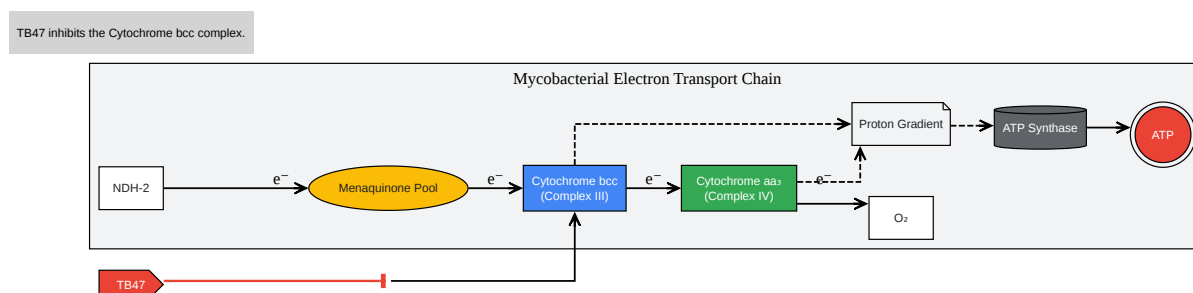 TB47 inhibits the Cytochrome bcc complex.
Mycobacterial Electron Transport Chain
Proton Gradient
ATP Synthase
ATP
NDH-2
e⁻
Menaquinone Pool
e⁻
Cytochrome bcc
(Complex III)
e⁻
Cytochrome aa₃
(Complex IV)
e⁻
O₂
TB47